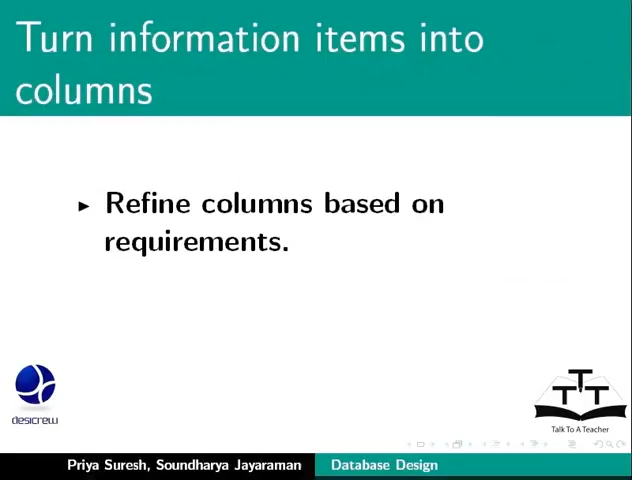 Turn information items into
columns
Refine columns based on
requirements.
desicrew
T
T T
Talk To A Teacher
Priya Suresh, Soundharya Jayaraman
Database Design